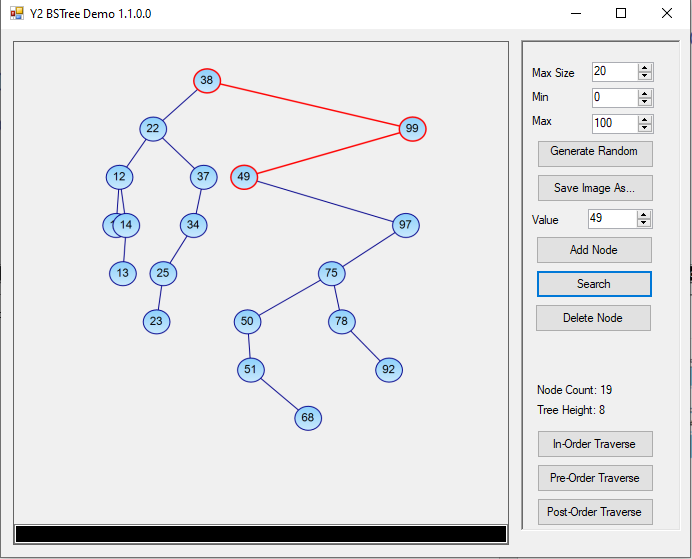 Y2 BSTree Demo 1.1.0.0
38
22
99
12
37
49
14
34
97
13
25
75
23
50
78
51
92
68
Max Size 20
Min 0
Max 100
Generate Random
Save Image As...
Value 49
Add Node
Search
Delete Node
Node Count: 19
Tree Height: 8
In-Order Traverse
Pre-Order Traverse
Post-Order Traverse